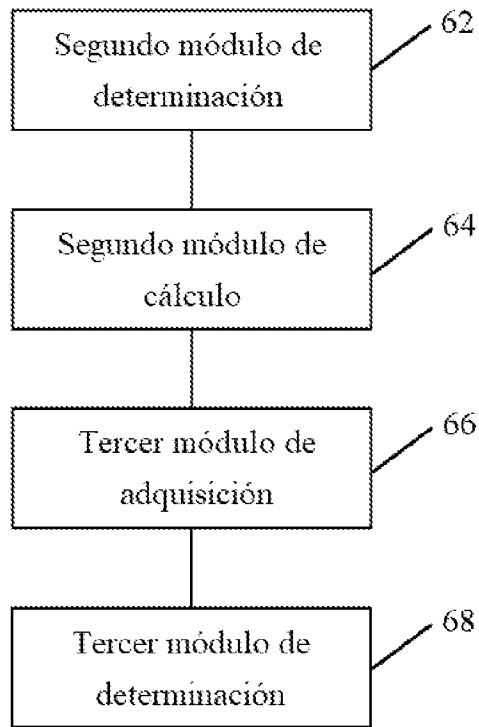 62
Segundo módulo de
determinación
64
Segundo módulo de
cálculo
66
Tercer módulo de
adquisición
68
Tercer módulo de
determinación